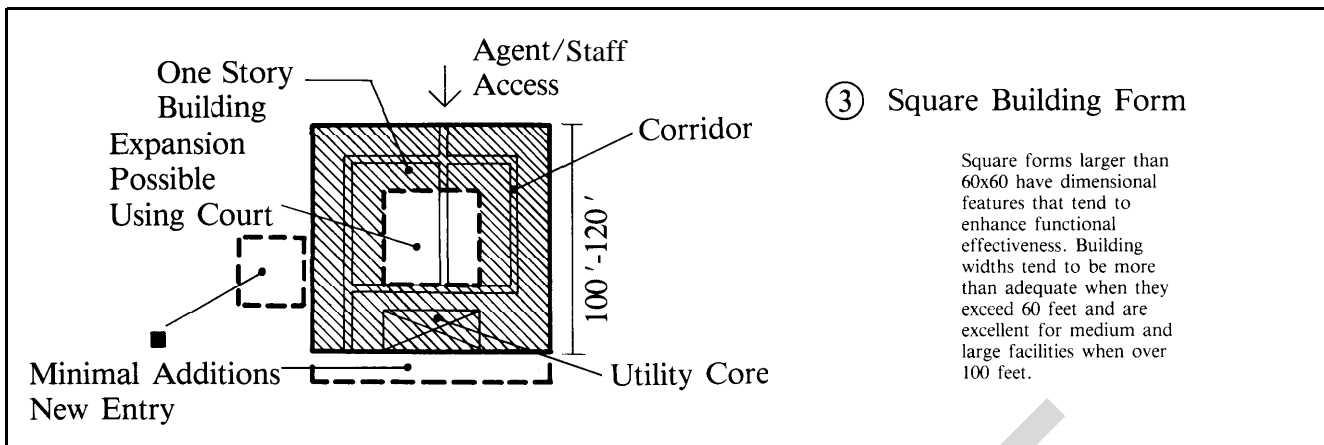 One Story
Building
Expansion
Possible
Using Court
Agent/Staff
Access
Corridor
100'-120'
Minimal Additions
New Entry
Utility Core
3 Square Building Form
Square forms larger than
60x60 have dimensional
features that tend to
enhance functional
effectiveness. Building
widths tend to be more
than adequate when they
exceed 60 feet and are
excellent for medium and
large facilities when over
100 feet.